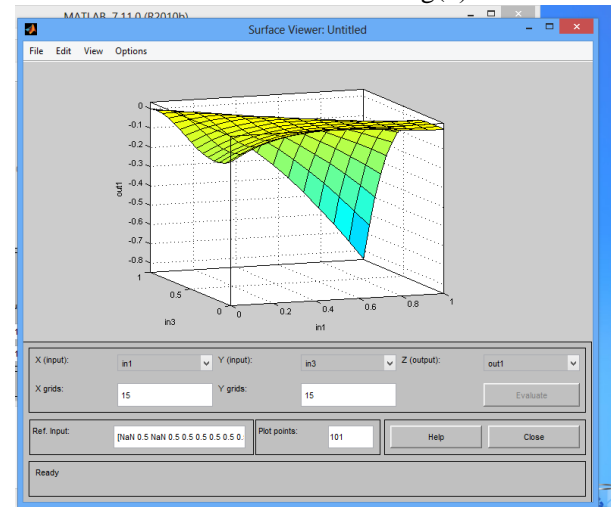 MATLAB 7.11.0 (R2010b)
Surface Viewer: Untitled
File Edit View Options
0
-0.1
-0.2
-0.3
-0.4
-0.5
-0.6
-0.7
-0.8
out1
1
0.5
0
in3
0 0.2 0.4 0.6 0.8 1
in1
X (input): in1 Y (input): in3 Z (output): out1
X grids: 15 Y grids: 15 Evaluate
Ref. Input: [NaN 0.5 NaN 0.5 0.5 0.5 0.5 0.5 0. Plot points: 101 Help Close
Ready